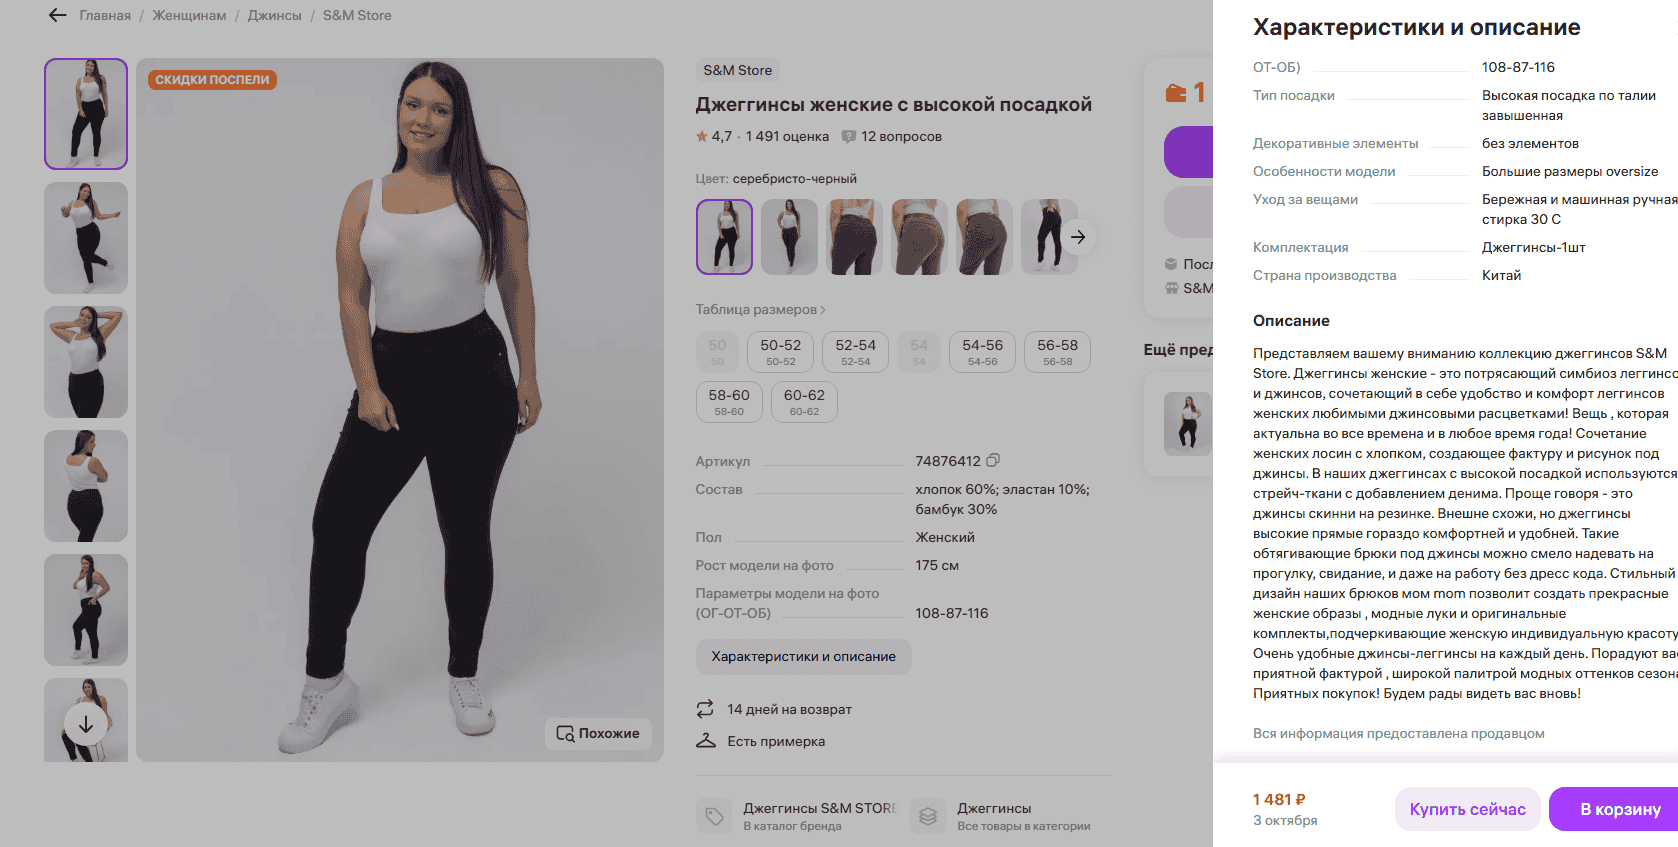 Главная / Женщинам / Джинсы / S&M Store
СКИДКИ ПОСПЕЛИ
Похожие
S&M Store
Джеггинсы женские с высокой посадкой
4,7 · 1 491 оценка 12 вопросов
Цвет: серебристо-черный
Таблица размеров
50 50-52 52-54 54 54-56 56-58
50 50-52 52-54 54 54-56 56-58
58-60 60-62
58-60 60-62
Артикул 74876412
Состав хлопок 60%; эластан 10%;
бамбук 30%
Пол Женский
Рост модели на фото 175 см
Параметры модели на фото
(ОГ-ОТ-ОБ) 108-87-116
Характеристики и описание
14 дней на возврат
Есть примерка
Джеггинсы S&M STORE
В каталог бренда
Джеггинсы
Все товары в категории
1
Посл
S&M
Ещё пред
Характеристики и описание
ОТ-ОБ) 108-87-116
Тип посадки Высокая посадка по талии
завышенная
Декоративные элементы без элементов
Особенности модели Большие размеры oversize
Уход за вещами Бережная и машинная ручная
стирка 30 С
Комплектация Джеггинсы-1шт
Страна производства Китай
Описание
Представляем вашему вниманию коллекцию джеггинсов S&M
Store. Джеггинсы женские - это потрясающий симбиоз леггинсо
и джинсов, сочетающий в себе удобство и комфорт леггинсов
женских любимыми джинсовыми расцветками! Вещь , которая
актуальна во все времена и в любое время года! Сочетание
женских лосин с хлопком, создающее фактуру и рисунок под
джинсы. В наших джеггинсах с высокой посадкой используются
стрейч-ткани с добавлением денима. Проще говоря - это
джинсы скинни на резинке. Внешне схожи, но джеггинсы
высокие прямые гораздо комфортней и удобней. Такие
обтягивающие брюки под джинсы можно смело надевать на
прогулку, свидание, и даже на работу без дресс кода. Стильный
дизайн наших брюков мом mom позволит создать прекрасные
женские образы , модные луки и оригинальные
комплекты,подчеркивающие женскую индивидуальную красоту
Очень удобные джинсы-леггинсы на каждый день. Порадуют ва
приятной фактурой , широкой палитрой модных оттенков сезона
Приятных покупок! Будем рады видеть вас вновь!
Вся информация предоставлена продавцом
1 481 ₽
3 октября
Купить сейчас
В корзину